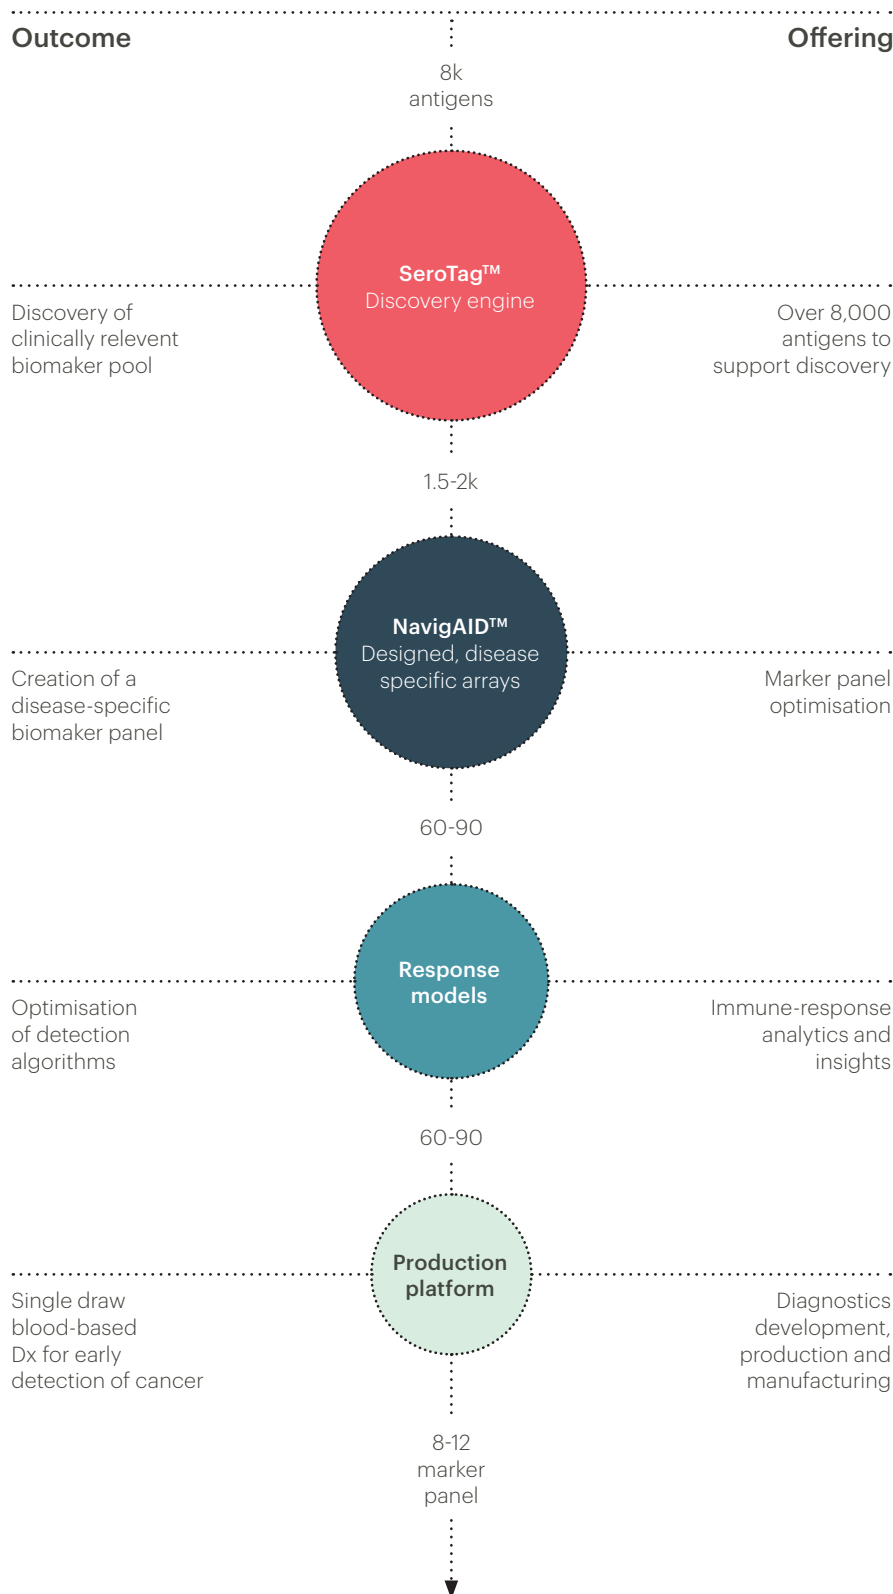 Outcome
Offering
8k
antigens
SeroTag™
Discovery engine
Discovery of
clinically relevent
biomaker pool
Over 8,000
antigens to
support discovery
1.5-2k
NavigAID™
Designed, disease
specific arrays
Creation of a
disease-specific
biomaker panel
Marker panel
optimisation
60-90
Response
models
Optimisation
of detection
algorithms
Immune-response
analytics and
insights
60-90
Production
platform
Single draw
blood-based
Dx for early
detection of cancer
Diagnostics
development,
production and
manufacturing
8-12
marker
panel